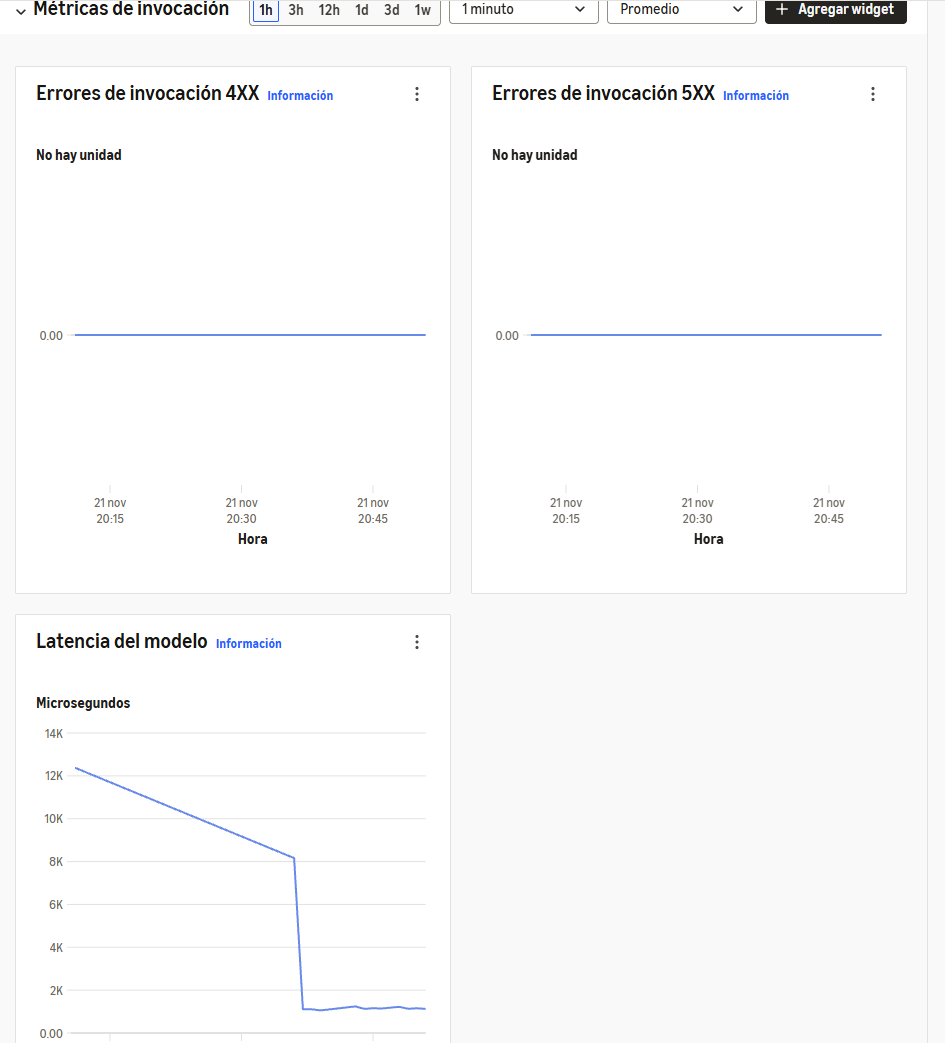 Métricas de invocación
1h 3h 12h 1d 3d 1w
1 minuto
Promedio
Agregar widget
Errores de invocación 4XX Información
No hay unidad
0.00
21 nov 21 nov 21 nov
20:15 20:30 20:45
Hora
Errores de invocación 5XX Información
No hay unidad
0.00
21 nov 21 nov 21 nov
20:15 20:30 20:45
Hora
Latencia del modelo Información
Microsegundos
14K
12K
10K
8K
6K
4K
2K
0.00